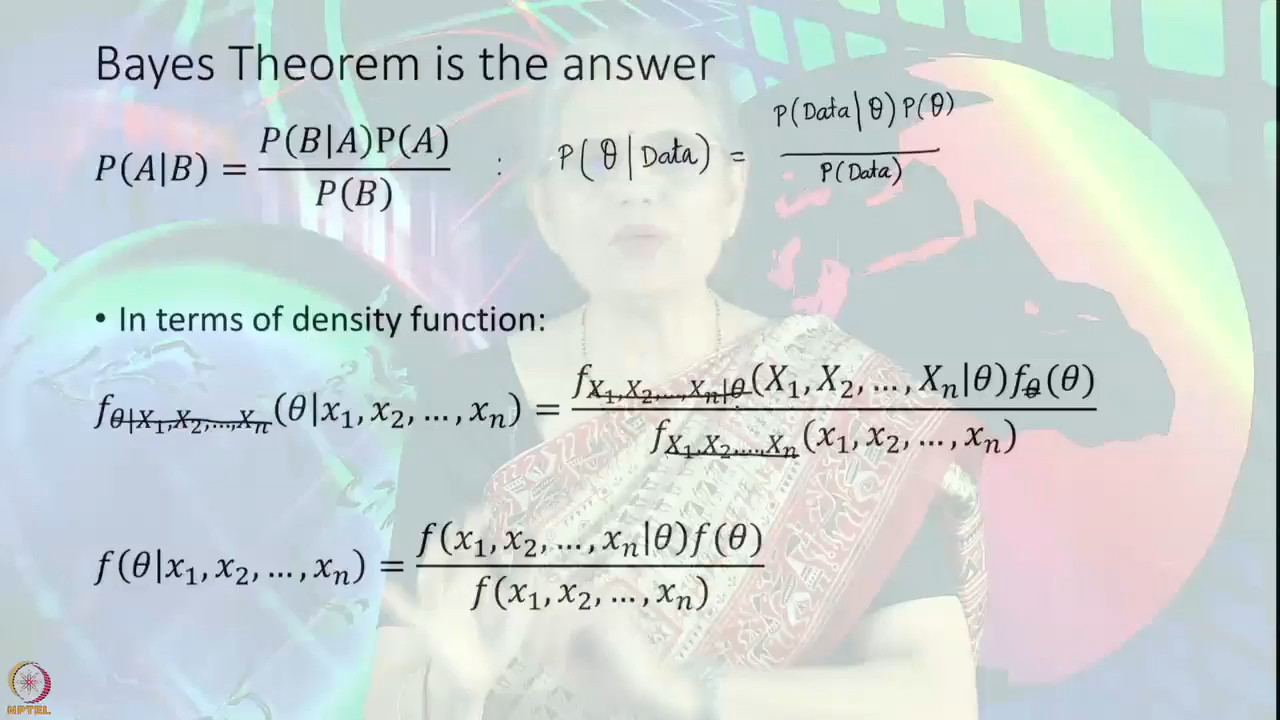 Bayes Theorem is the answer
P(A|B) = P(B|A)P(A) / P(B) : P(θ|Data) = P(Data|θ)P(θ) / P(Data)
• In terms of density function:
f_{θ|X₁,X₂,…,Xₙ}(θ|x₁, x₂, …, xₙ) = f_{X₁,X₂,…,Xₙ|θ}(X₁, X₂, …, Xₙ|θ)f_θ(θ) / f_{X₁,X₂,…,Xₙ}(x₁, x₂, …, xₙ)
f(θ|x₁, x₂, …, xₙ) = f(x₁, x₂, …, xₙ|θ)f(θ) / f(x₁, x₂, …, xₙ)
NPTEL